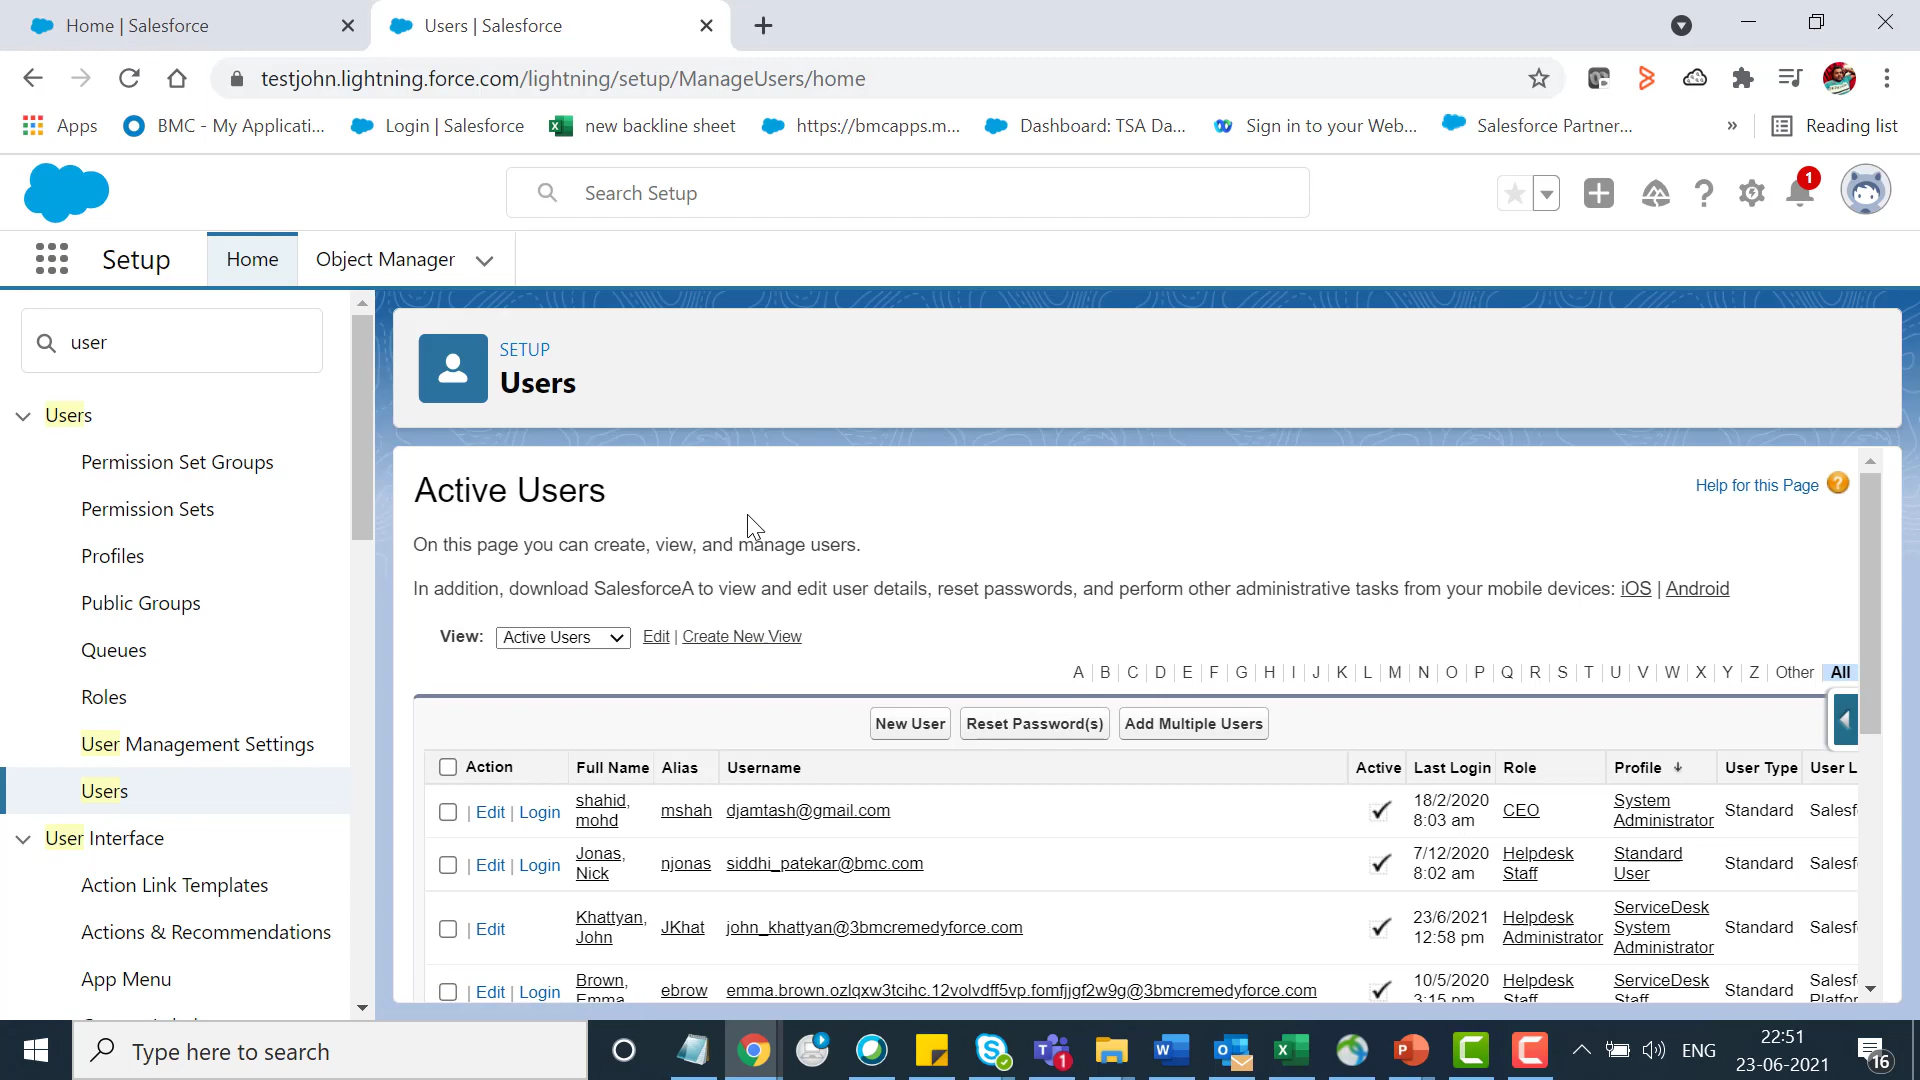 Home | Salesforce
Users | Salesforce
testjohn.lightning.force.com/lightning/setup/ManageUsers/home
Apps
BMC - My Applicati...
Login | Salesforce
new backline sheet
https://bmcapps.m...
Dashboard: TSA Da...
Sign in to your Web...
Salesforce Partner...
»
Reading list
Search Setup
1
Setup
Home
Object Manager
user
Users
Permission Set Groups
Permission Sets
Profiles
Public Groups
Queues
Roles
User Management Settings
Users
User Interface
Action Link Templates
Actions & Recommendations
App Menu
SETUP
Users
Active Users
Help for this Page ?
On this page you can create, view, and manage users.
In addition, download SalesforceA to view and edit user details, reset passwords, and perform other administrative tasks from your mobile devices: iOS | Android
View: Active Users Edit | Create New View
A | B | C | D | E | F | G | H | I | J | K | L | M | N | O | P | Q | R | S | T | U | V | W | X | Y | Z | Other All
New User Reset Password(s) Add Multiple Users
Action Full Name Alias Username Active Last Login Role Profile User Type User L
| Edit | Login shahid, mohd mshah djamtash@gmail.com 18/2/2020 8:03 am CEO System Administrator Standard Salesf
| Edit | Login Jonas, Nick njonas siddhi_patekar@bmc.com 7/12/2020 8:02 am Helpdesk Staff Standard User Standard Salesf
| Edit Khattyan, John JKhat john_khattyan@3bmcremedyforce.com 23/6/2021 12:58 pm Helpdesk Administrator ServiceDesk System Administrator Standard Salesf
| Edit | Login Brown, Emma ebrow emma.brown.ozlqxw3tcihc.12volvdff5vp.fomfjjgf2w9g@3bmcremedyforce.com 10/5/2020 3:15 pm Helpdesk Staff ServiceDesk Staff Standard Salesf Platfor
Type here to search
1
ENG
22:51
23-06-2021
16